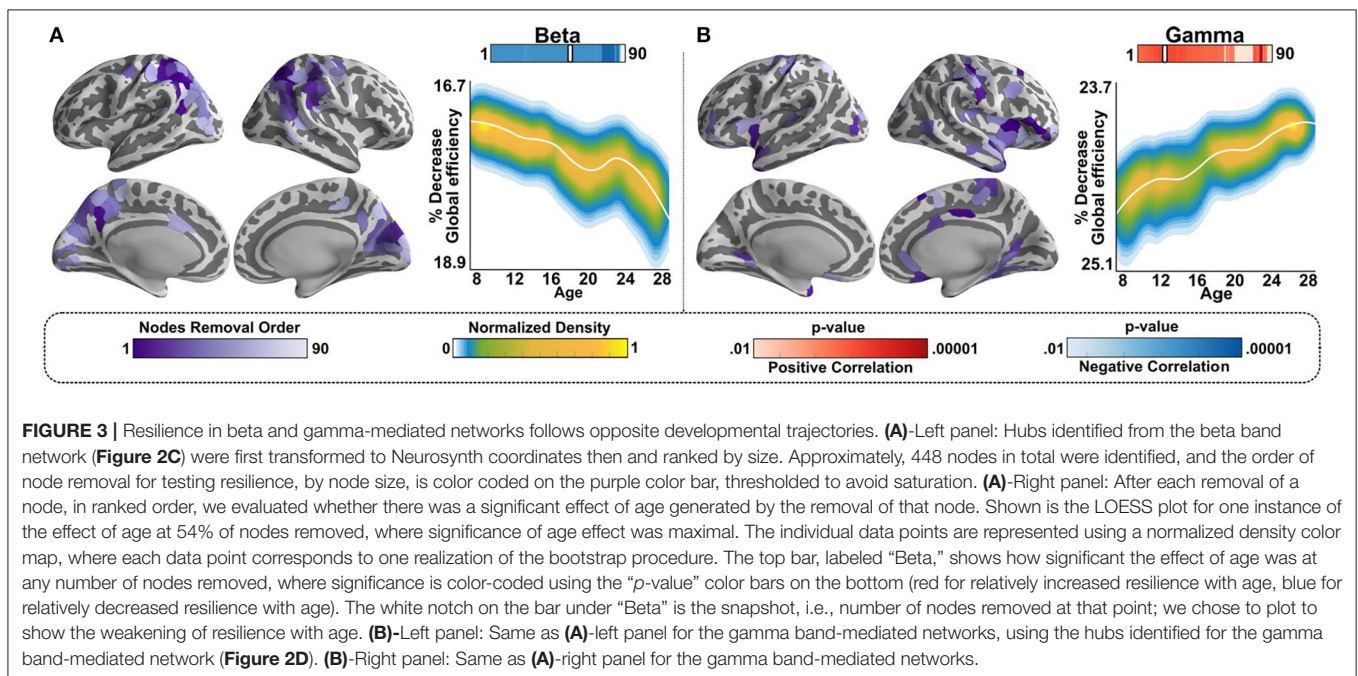 A
Beta
1 90
16.7
% Decrease
Global efficiency
18.9
8 12 16 20 24 28
Age
B
Gamma
1 90
23.7
% Decrease
Global efficiency
25.1
8 12 16 20 24 28
Age
Nodes Removal Order
1 90
Normalized Density
0 1
p-value
.01 .00001
Positive Correlation
p-value
.01 .00001
Negative Correlation
FIGURE 3 | Resilience in beta and gamma-mediated networks follows opposite developmental trajectories. (A)-Left panel: Hubs identified from the beta band
network (Figure 2C) were first transformed to Neurosynth coordinates then and ranked by size. Approximately, 448 nodes in total were identified, and the order of
node removal for testing resilience, by node size, is color coded on the purple color bar, thresholded to avoid saturation. (A)-Right panel: After each removal of a
node, in ranked order, we evaluated whether there was a significant effect of age generated by the removal of that node. Shown is the LOESS plot for one instance of
the effect of age at 54% of nodes removed, where significance of age effect was maximal. The individual data points are represented using a normalized density color
map, where each data point corresponds to one realization of the bootstrap procedure. The top bar, labeled “Beta,” shows how significant the effect of age was at
any number of nodes removed, where significance is color-coded using the “p-value” color bars on the bottom (red for relatively increased resilience with age, blue for
relatively decreased resilience with age). The white notch on the bar under “Beta” is the snapshot, i.e., number of nodes removed at that point; we chose to plot to
show the weakening of resilience with age. (B)-Left panel: Same as (A)-left panel for the gamma band-mediated networks, using the hubs identified for the gamma
band-mediated network (Figure 2D). (B)-Right panel: Same as (A)-right panel for the gamma band-mediated networks.